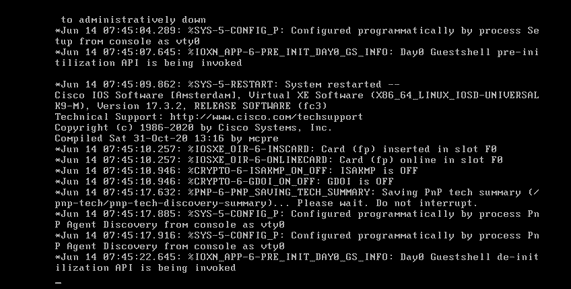 to administratively down
*Jun 14 07:45:04.289: %SYS-5-CONFIG_P: Configured programmatically by process Se
tup from console as vty0
*Jun 14 07:45:07.645: %IOXN_APP-6-PRE_INIT_DAY0_GS_INFO: Day0 Guestshell pre-ini
tilization API is being invoked
*Jun 14 07:45:09.862: %SYS-5-RESTART: System restarted --
Cisco IOS Software [Amsterdam], Virtual XE Software (X86_64_LINUX_IOSD-UNIVERSAL
K9-M), Version 17.3.2, RELEASE SOFTWARE (fc3)
Technical Support: http://www.cisco.com/techsupport
Copyright (c) 1986-2020 by Cisco Systems, Inc.
Compiled Sat 31-Oct-20 13:16 by mcpre
*Jun 14 07:45:10.257: %IOSXE_OIR-6-INSCARD: Card (fp) inserted in slot F0
*Jun 14 07:45:10.257: %IOSXE_OIR-6-ONLINECARD: Card (fp) online in slot F0
*Jun 14 07:45:10.946: %CRYPTO-6-ISAKMP_ON_OFF: ISAKMP is OFF
*Jun 14 07:45:10.946: %CRYPTO-6-GDOI_ON_OFF: GDOI is OFF
*Jun 14 07:45:17.632: %PNP-6-PNP_SAVING_TECH_SUMMARY: Saving PnP tech summary (/
pnp-tech/pnp-tech-discovery-summary)... Please wait. Do not interrupt.
*Jun 14 07:45:17.885: %SYS-5-CONFIG_P: Configured programmatically by process Pn
P Agent Discovery from console as vty0
*Jun 14 07:45:17.916: %SYS-5-CONFIG_P: Configured programmatically by process Pn
P Agent Discovery from console as vty0
*Jun 14 07:45:22.645: %IOXN_APP-6-PRE_INIT_DAY0_GS_INFO: Day0 Guestshell de-init
ilization API is being invoked